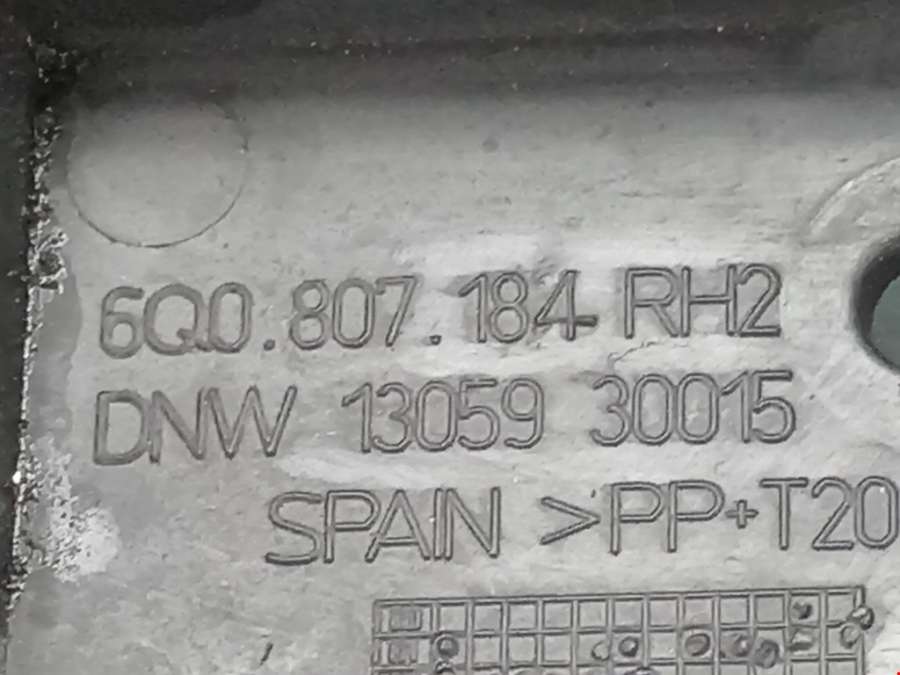 6Q0.807.184 RH2
DNW 13059 30015
SPAIN >PP+T20